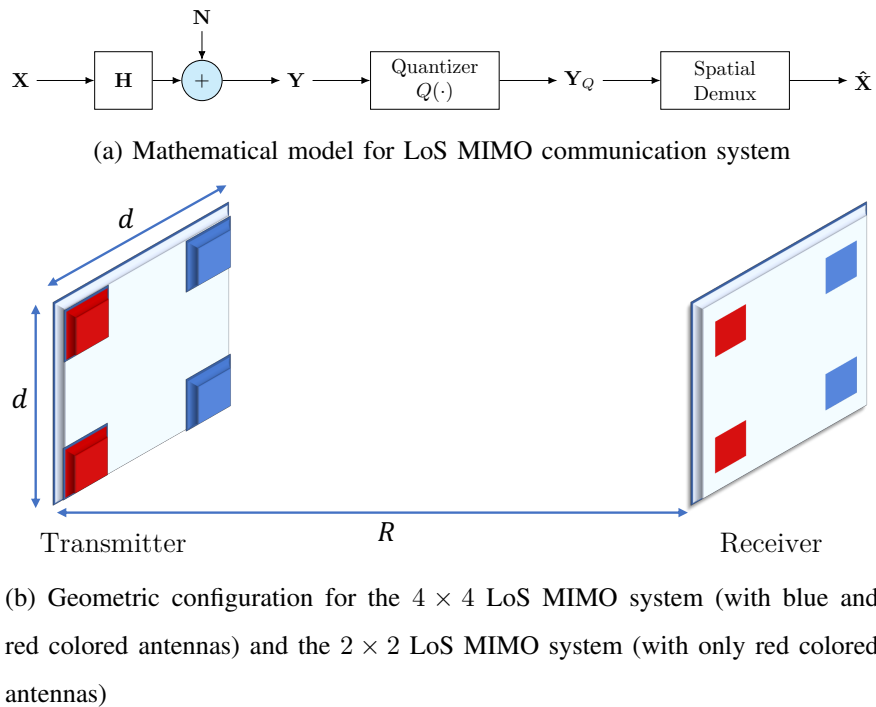 N
X H + Y Quantizer Y_Q Spatial X̂
Q(·) Demux
(a) Mathematical model for LoS MIMO communication system
d
d
R
Transmitter Receiver
(b) Geometric configuration for the 4 × 4 LoS MIMO system (with blue and
red colored antennas) and the 2 × 2 LoS MIMO system (with only red colored
antennas)